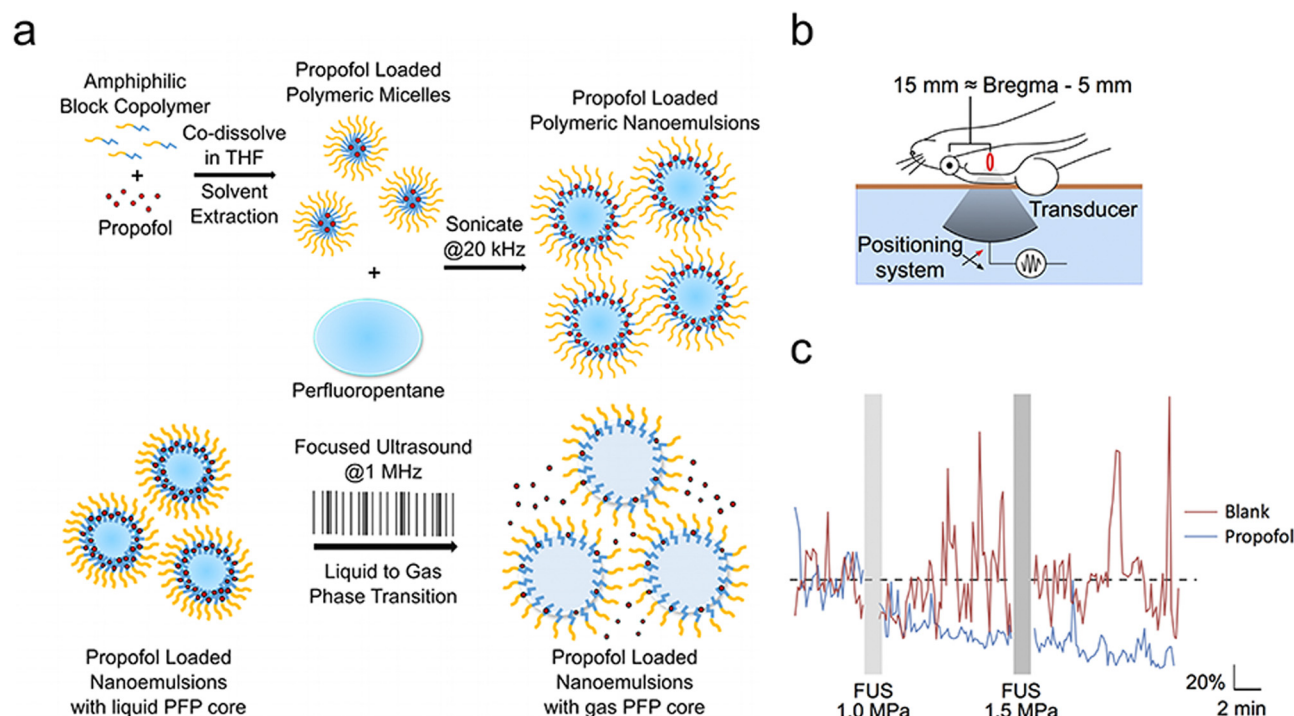 a
Amphiphilic
Block Copolymer
+
Propofol
Co-dissolve
in THF
Solvent
Extraction
Propofol Loaded
Polymeric Micelles
+
Perfluoropentane
Sonicate
@20 kHz
Propofol Loaded
Polymeric Nanoemulsions
Propofol Loaded
Nanoemulsions
with liquid PFP core
Focused Ultrasound
@1 MHz
Liquid to Gas
Phase Transition
Propofol Loaded
Nanoemulsions
with gas PFP core
b
15 mm ≈ Bregma - 5 mm
Transducer
Positioning
system
c
Blank
Propofol
FUS
1.0 MPa
FUS
1.5 MPa
20%
2 min